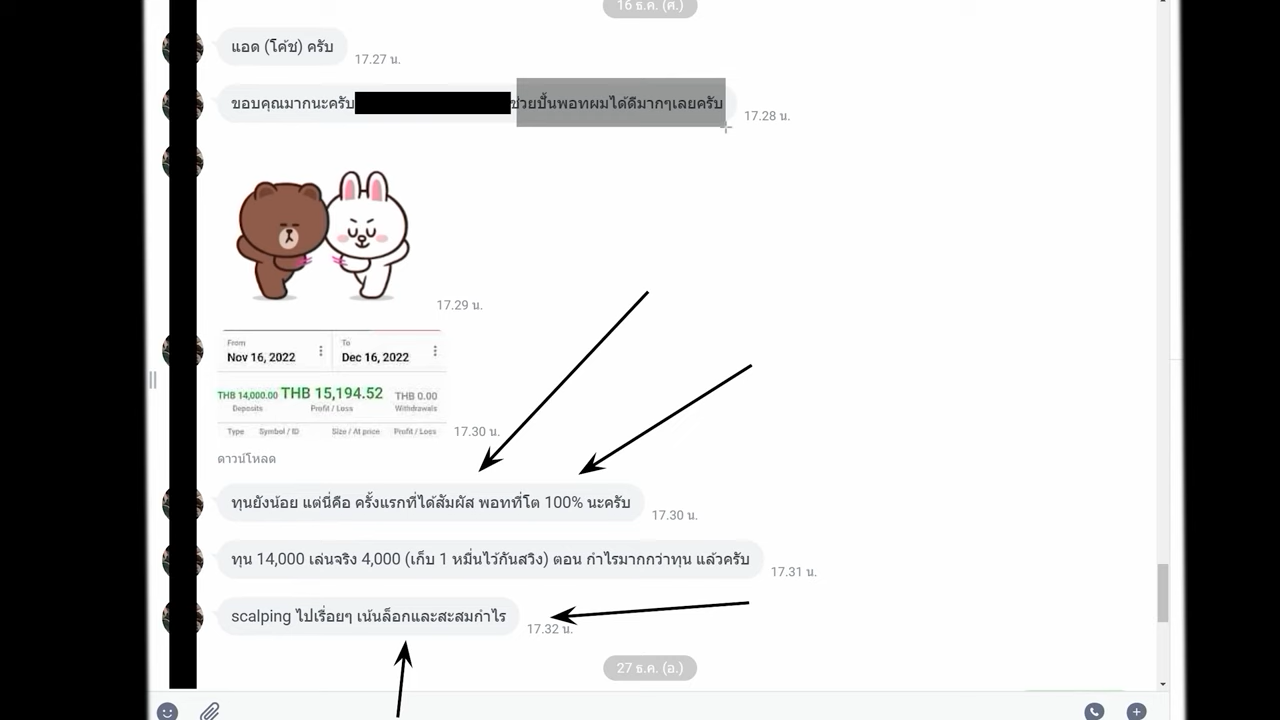 16 ธ.ค. (ศ.)
แอด (โค้ช) ครับ
17.27 น.
ขอบคุณมากนะครับ ช่วยปั้นพอทผมได้ดีมากๆเลยครับ
17.28 น.
17.29 น.
From To
Nov 16, 2022 Dec 16, 2022
THB 14,000.00 THB 15,194.52 THB 0.00
Deposits Profit / Loss Withdrawals
Type Symbol / ID Size / At price Profit / Loss
17.30 น.
ดาวน์โหลด
ทุนยังน้อย แต่นี่คือ ครั้งแรกที่ได้สัมผัส พอทที่โต 100% นะครับ
17.30 น.
ทุน 14,000 เล่นจริง 4,000 (เก็บ 1 หมื่นไว้กันสวิง) ตอน กำไรมากกว่าทุน แล้วครับ
17.31 น.
scalping ไปเรื่อยๆ เน้นล็อกและสะสมกำไร
17.32 น.
27 ธ.ค. (อ.)